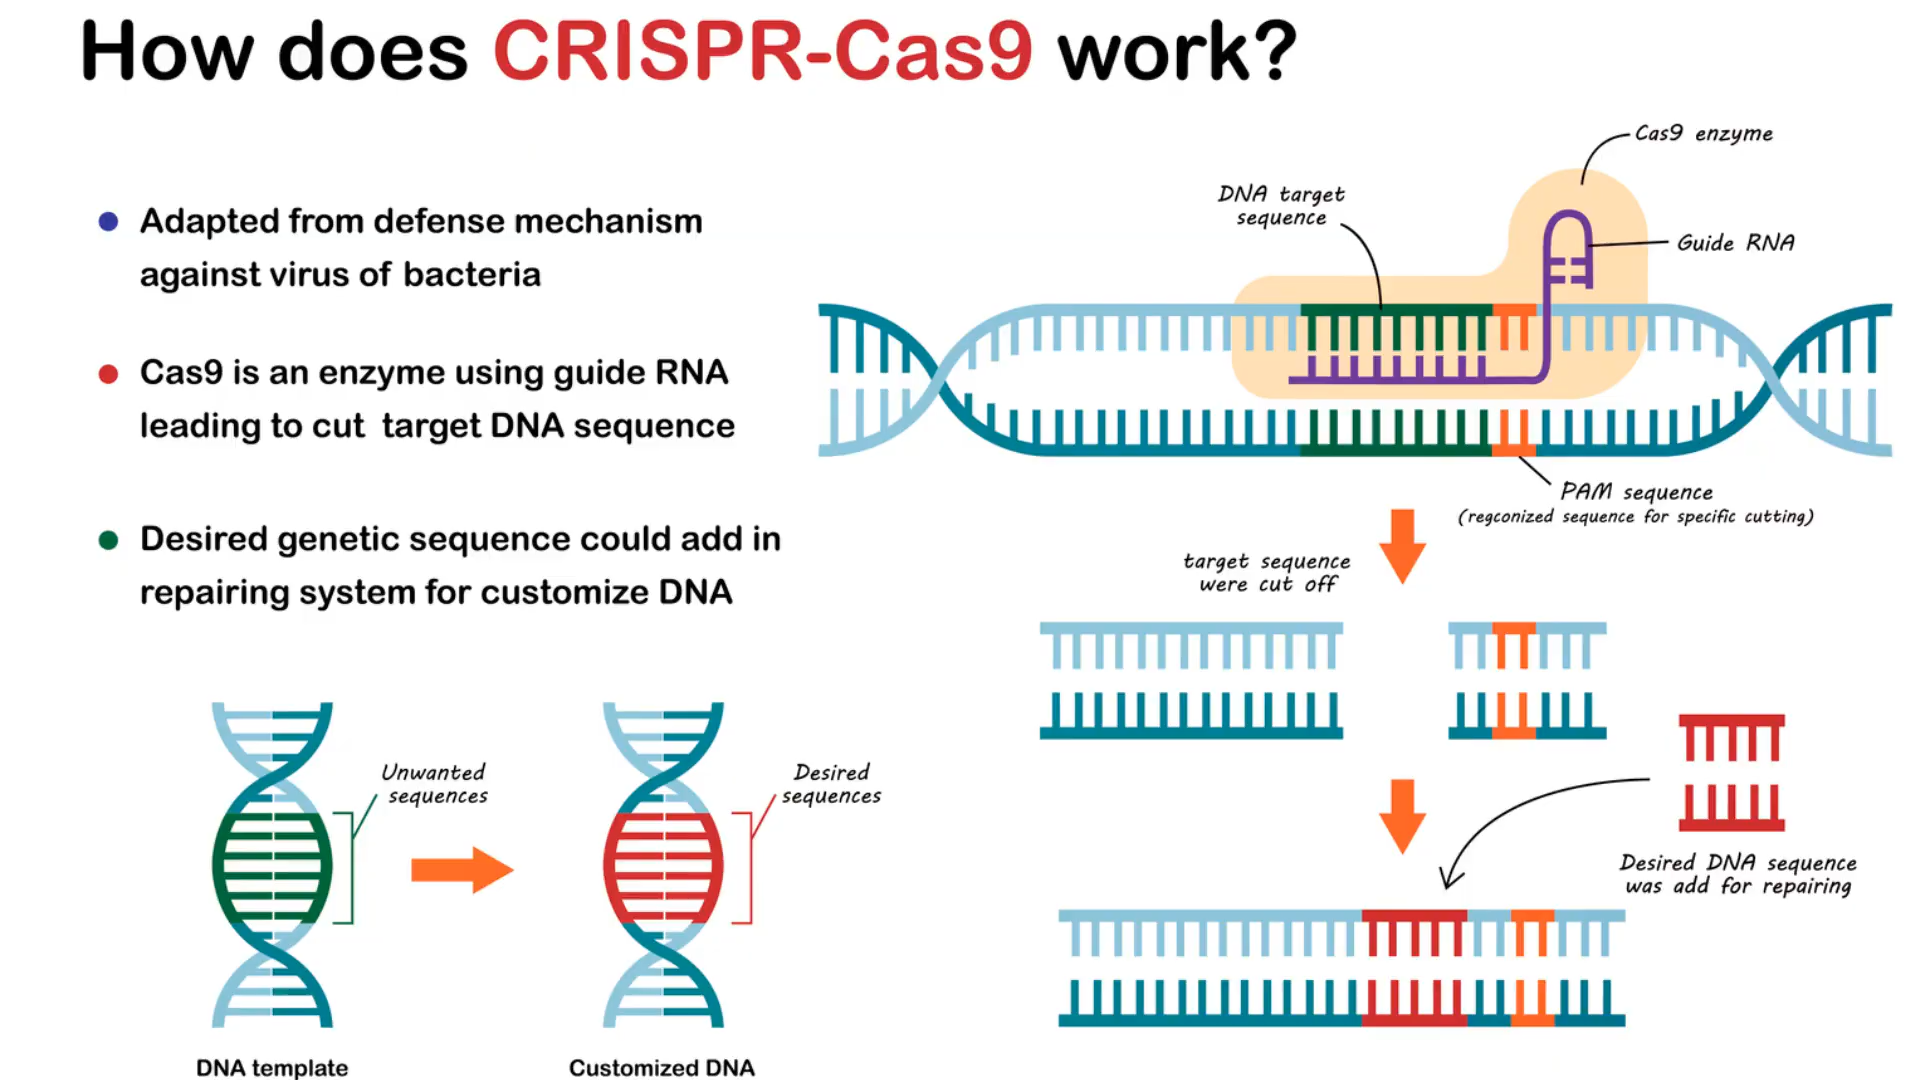 How does CRISPR-Cas9 work?
Adapted from defense mechanism
against virus of bacteria
Cas9 is an enzyme using guide RNA
leading to cut target DNA sequence
Desired genetic sequence could add in
repairing system for customize DNA
Unwanted
sequences
Desired
sequences
DNA template
Customized DNA
Cas9 enzyme
DNA target
sequence
Guide RNA
PAM sequence
(regconized sequence for specific cutting)
target sequence
were cut off
Desired DNA sequence
was add for repairing